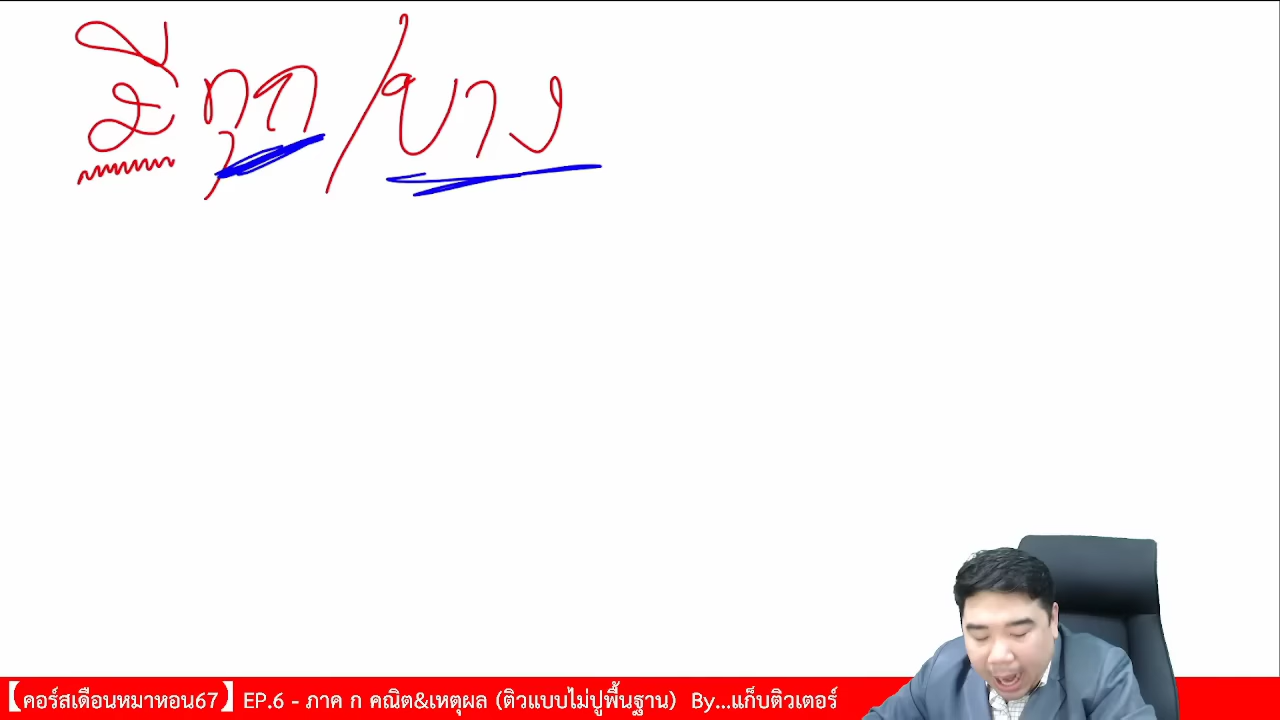 มี ทุก/บาง
【คอร์สเดือนหมาหอน67】 EP.6 - ภาค ก คณิต&เหตุผล (ติวแบบไม่ปูพื้นฐาน) By...แก็บติวเตอร์